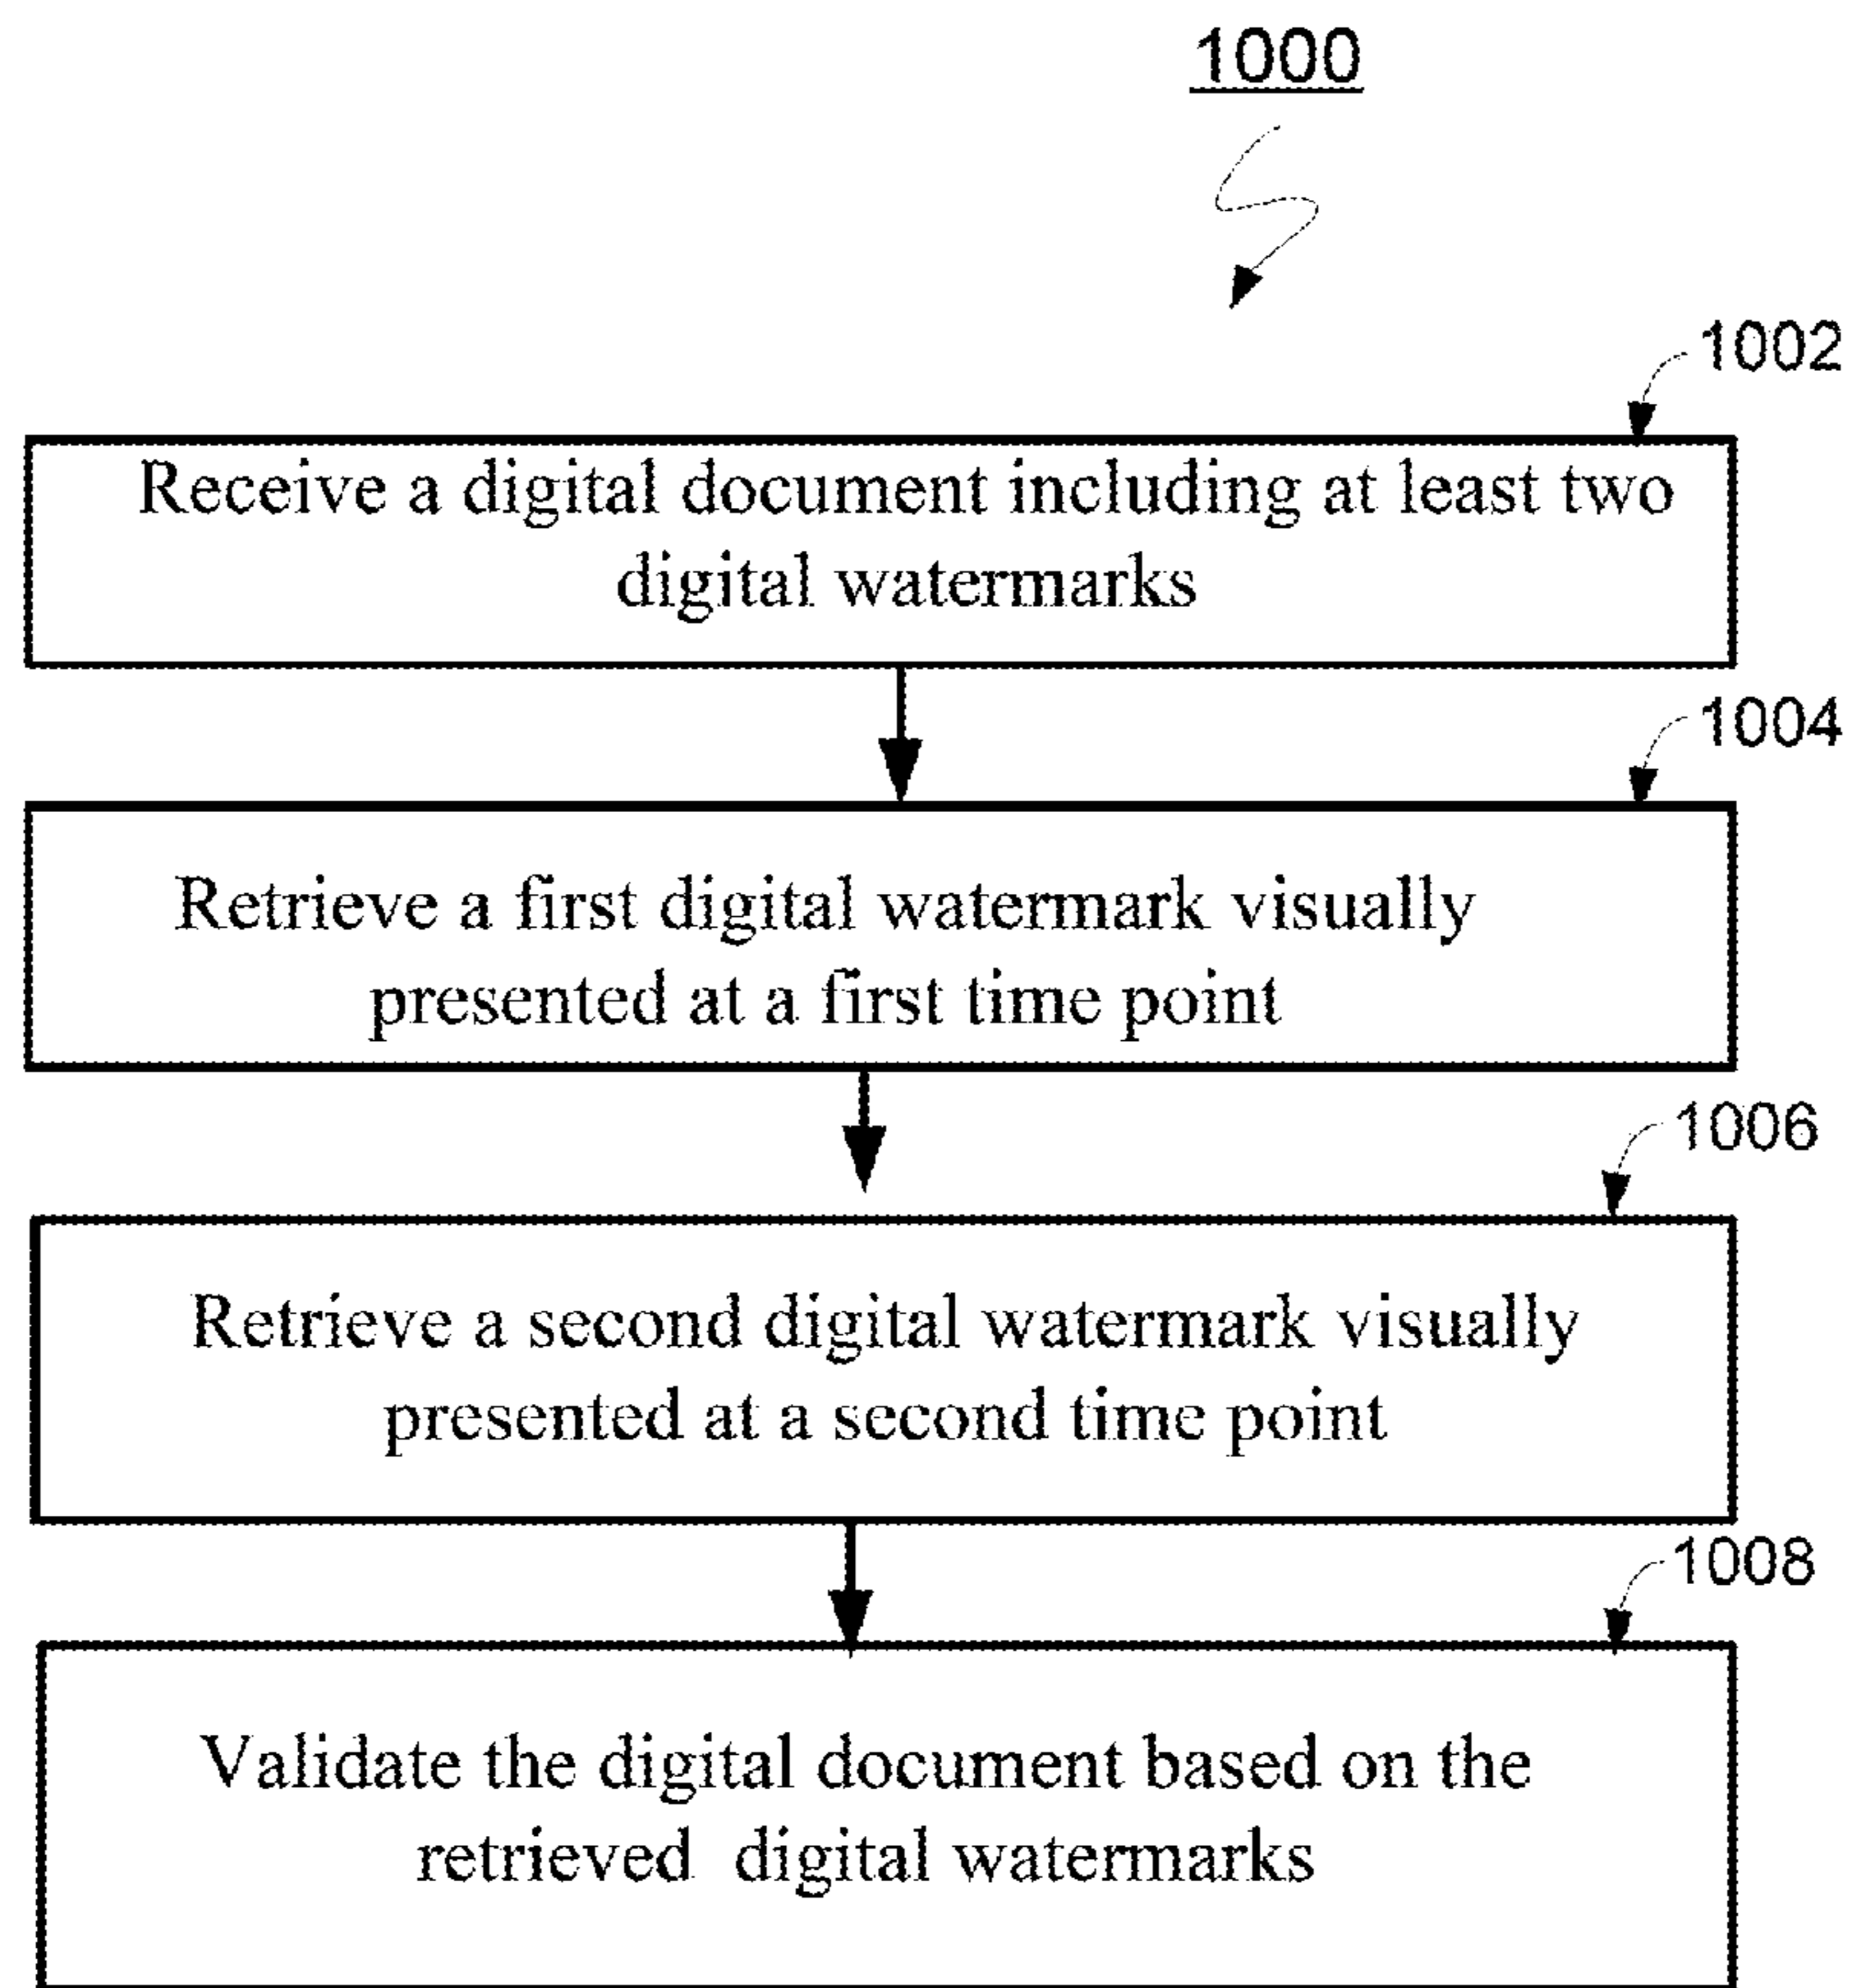 1000
1002
Receive a digital document including at least two
digital watermarks
1004
Retrieve a first digital watermark visually
presented at a first time point
1006
Retrieve a second digital watermark visually
presented at a second time point
1008
Validate the digital document based on the
retrieved digital watermarks